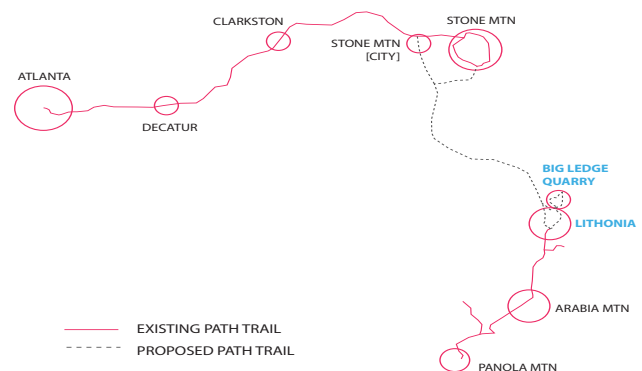 CLARKSTON
STONE MTN
STONE MTN
[CITY]
ATLANTA
DECATUR
BIG LEDGE
QUARRY
LITHONIA
ARABIA MTN
EXISTING PATH TRAIL
PROPOSED PATH TRAIL
PANOLA MTN